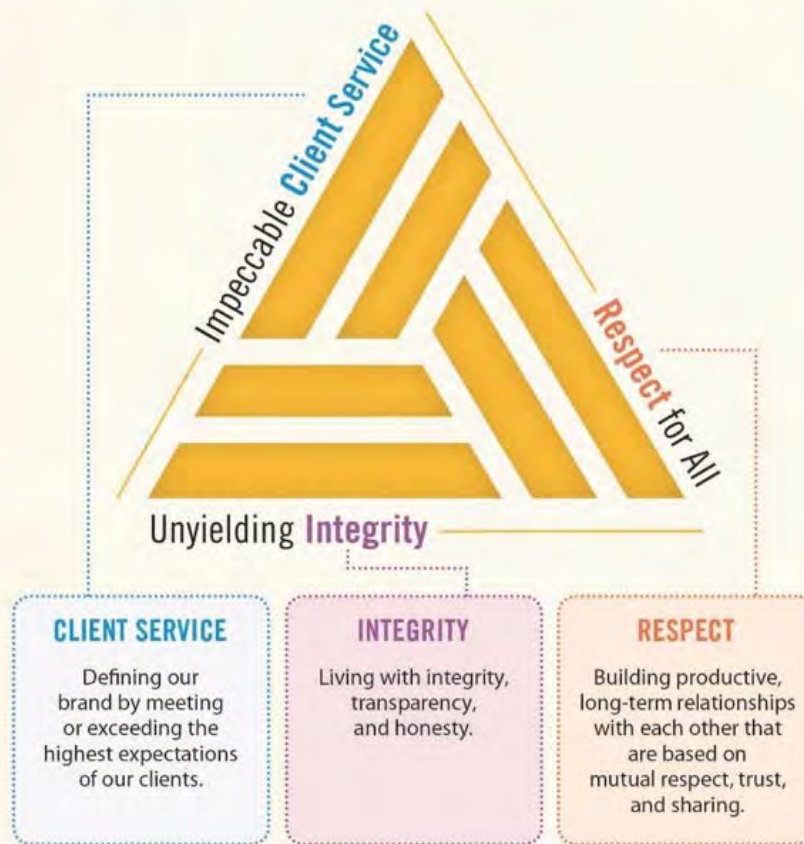 Impeccable Client Service
Respect for All
Unyielding Integrity
CLIENT SERVICE
Defining our
brand by meeting
or exceeding the
highest expectations
of our clients.
INTEGRITY
Living with integrity,
transparency,
and honesty.
RESPECT
Building productive,
long-term relationships
with each other that
are based on
mutual respect, trust,
and sharing.